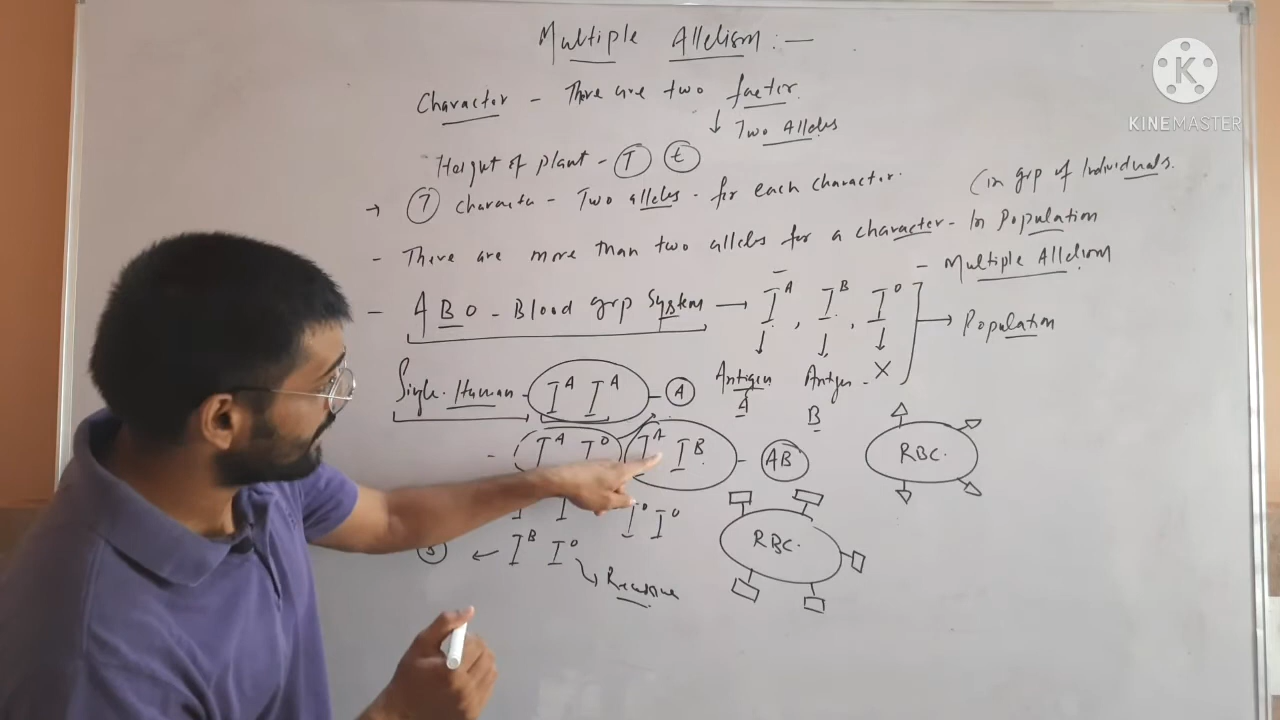 Multiple Allelism :-
KINEMASTER
Character - There are two factor.
↓ Two Alleles
Height of plant - T t
→ 7 character - Two alleles - for each character.
(in grp of Individuals.
- There are more than two alleles for a character - In Population
- Multiple Allelism
- ABO - Blood grp System → I^A, I^B, I^O → Population
Antigen A
Antgen B
X
Single Human - I^A I^A - A
- I^A I^O I^A I^B - AB
RBC.
I I
I^O I^O
I^B I^O
RBC.
Recessive